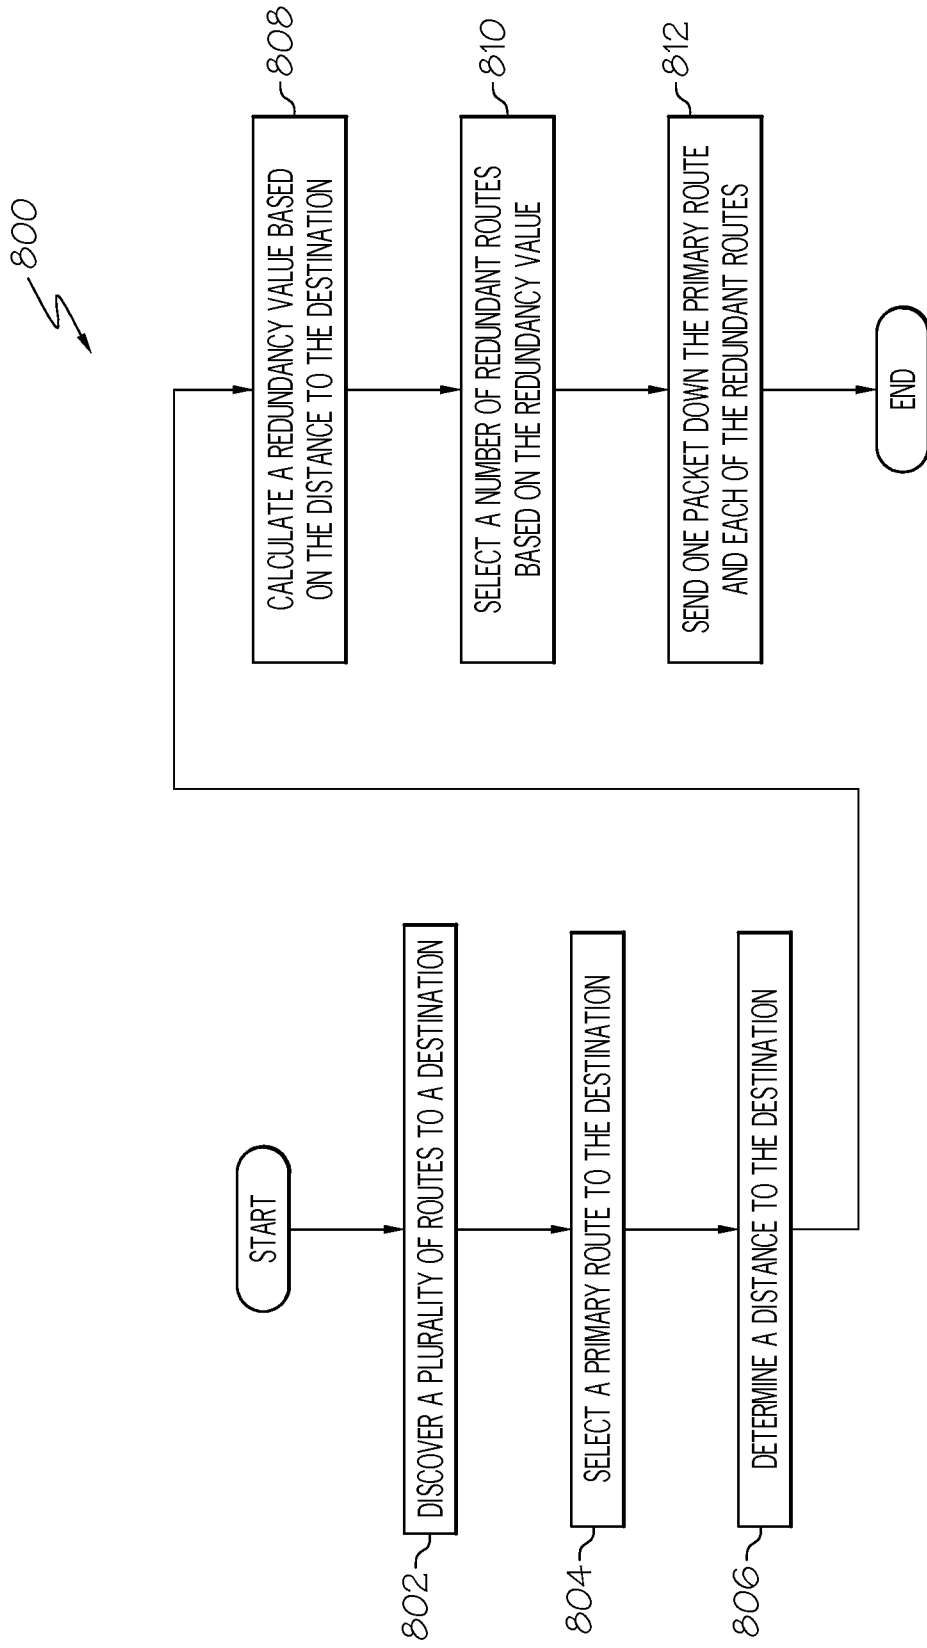 800
START
802
DISCOVER A PLURALITY OF ROUTES TO A DESTINATION
804
SELECT A PRIMARY ROUTE TO THE DESTINATION
806
DETERMINE A DISTANCE TO THE DESTINATION
808
CALCULATE A REDUNDANCY VALUE BASED
ON THE DISTANCE TO THE DESTINATION
810
SELECT A NUMBER OF REDUNDANT ROUTES
BASED ON THE REDUNDANCY VALUE
812
SEND ONE PACKET DOWN THE PRIMARY ROUTE
AND EACH OF THE REDUNDANT ROUTES
END